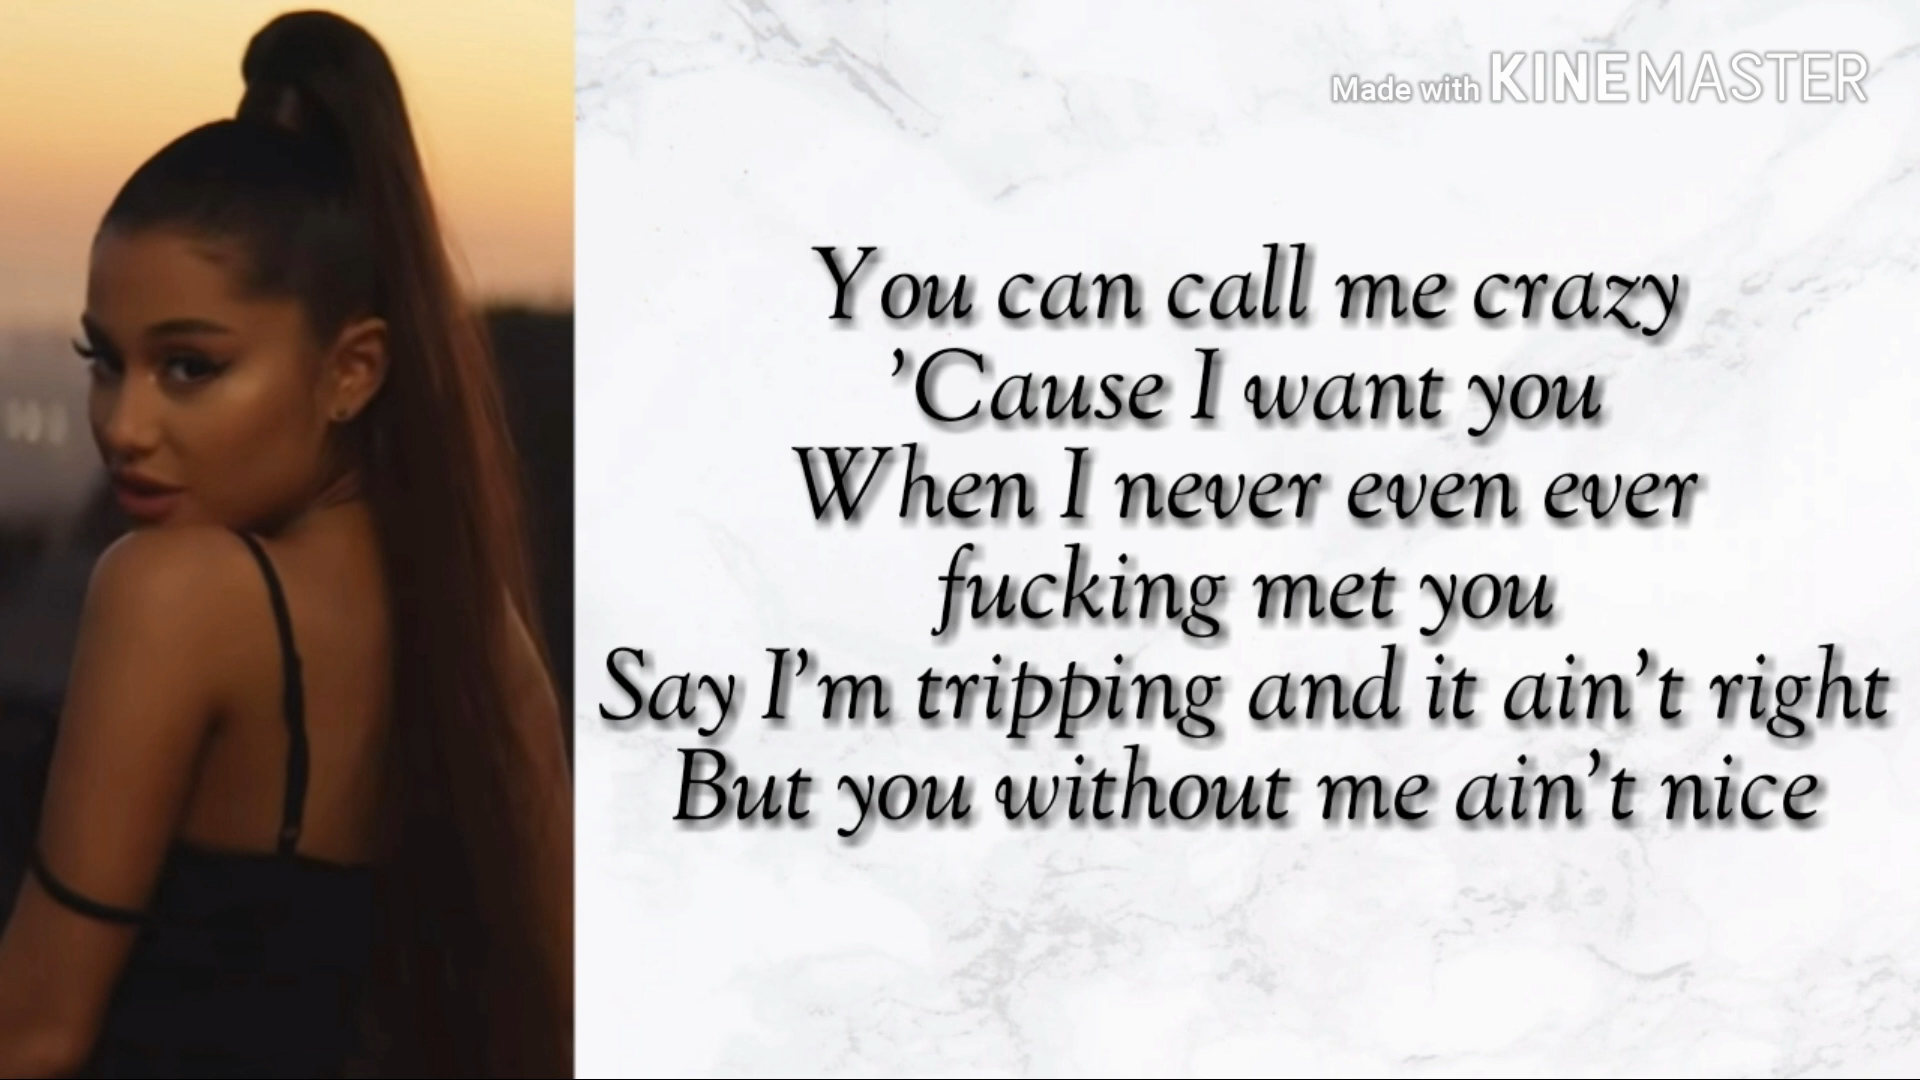 Made with KINEMASTER
You can call me crazy
’Cause I want you
When I never even ever
fucking met you
Say I’m tripping and it ain’t right
But you without me ain’t nice